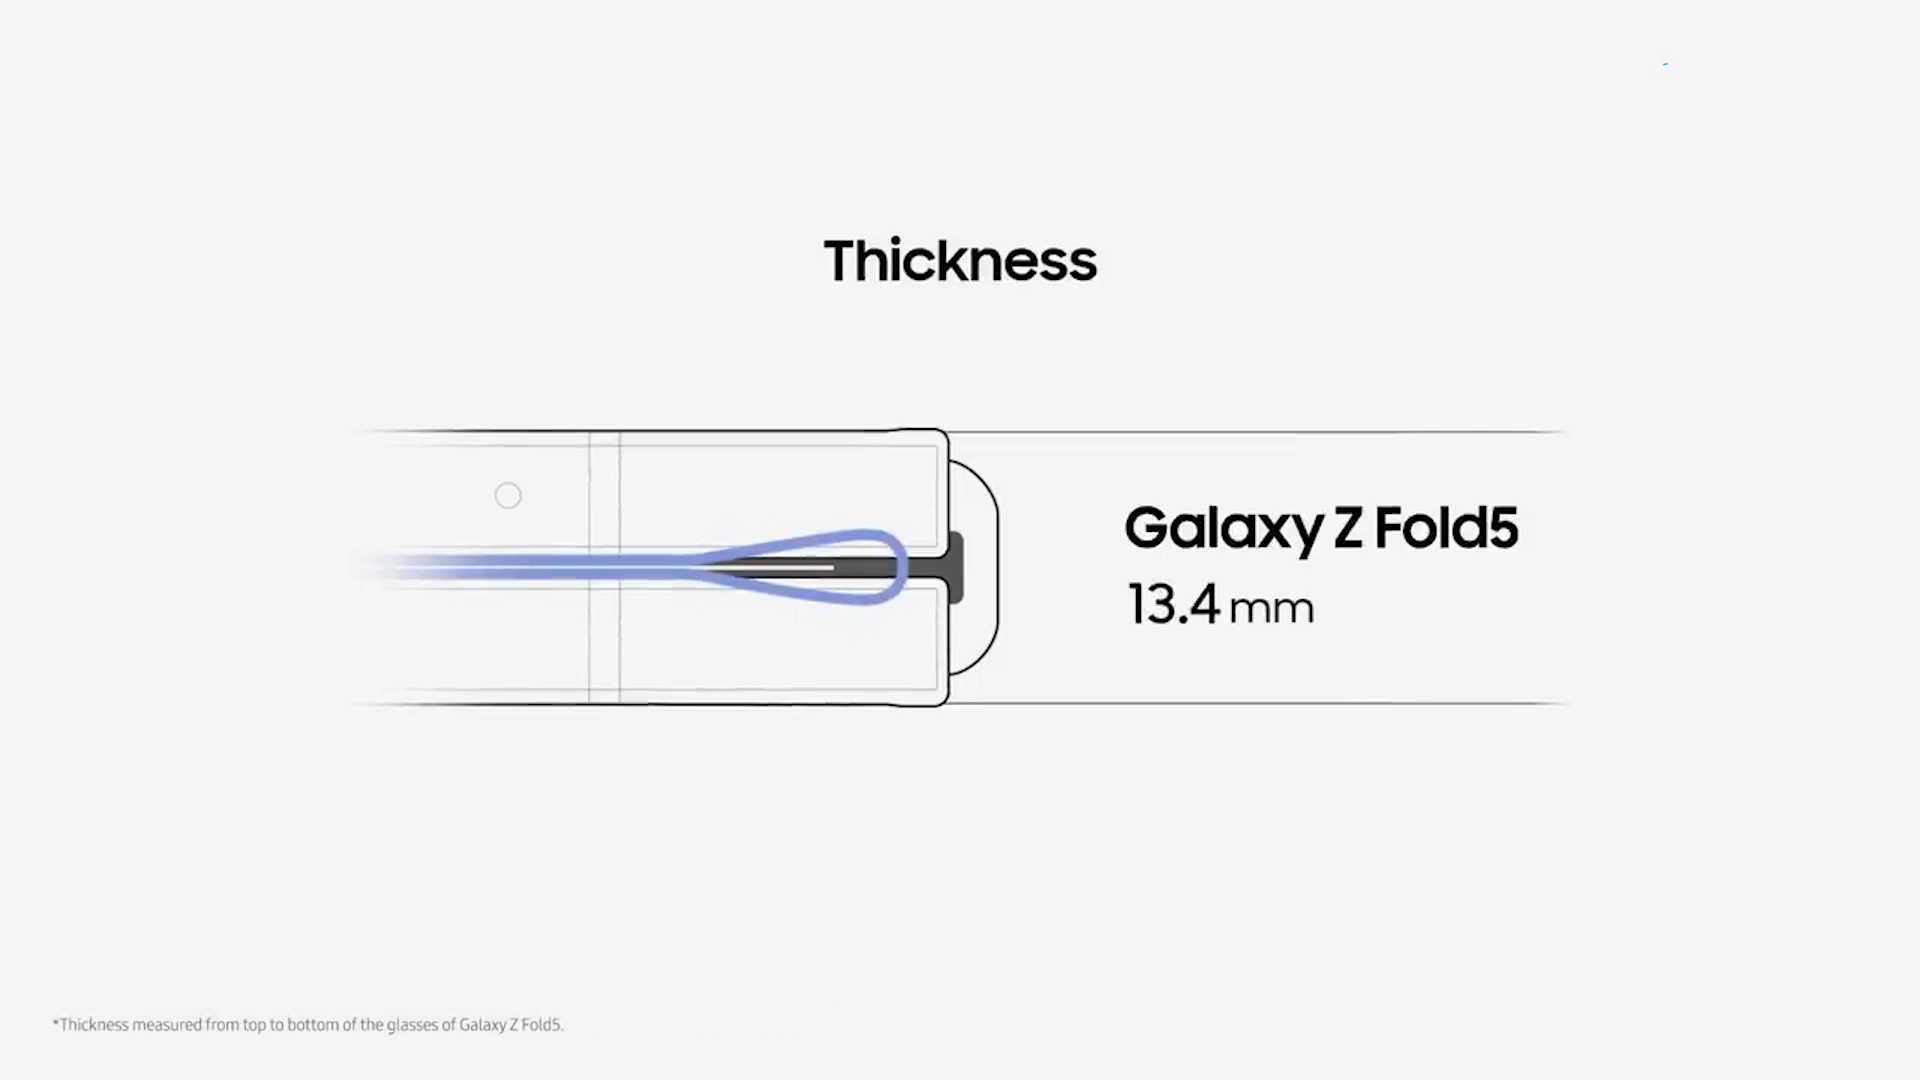 Thickness
Galaxy Z Fold5
13.4 mm
*Thickness measured from top to bottom of the glasses of Galaxy Z Fold5.